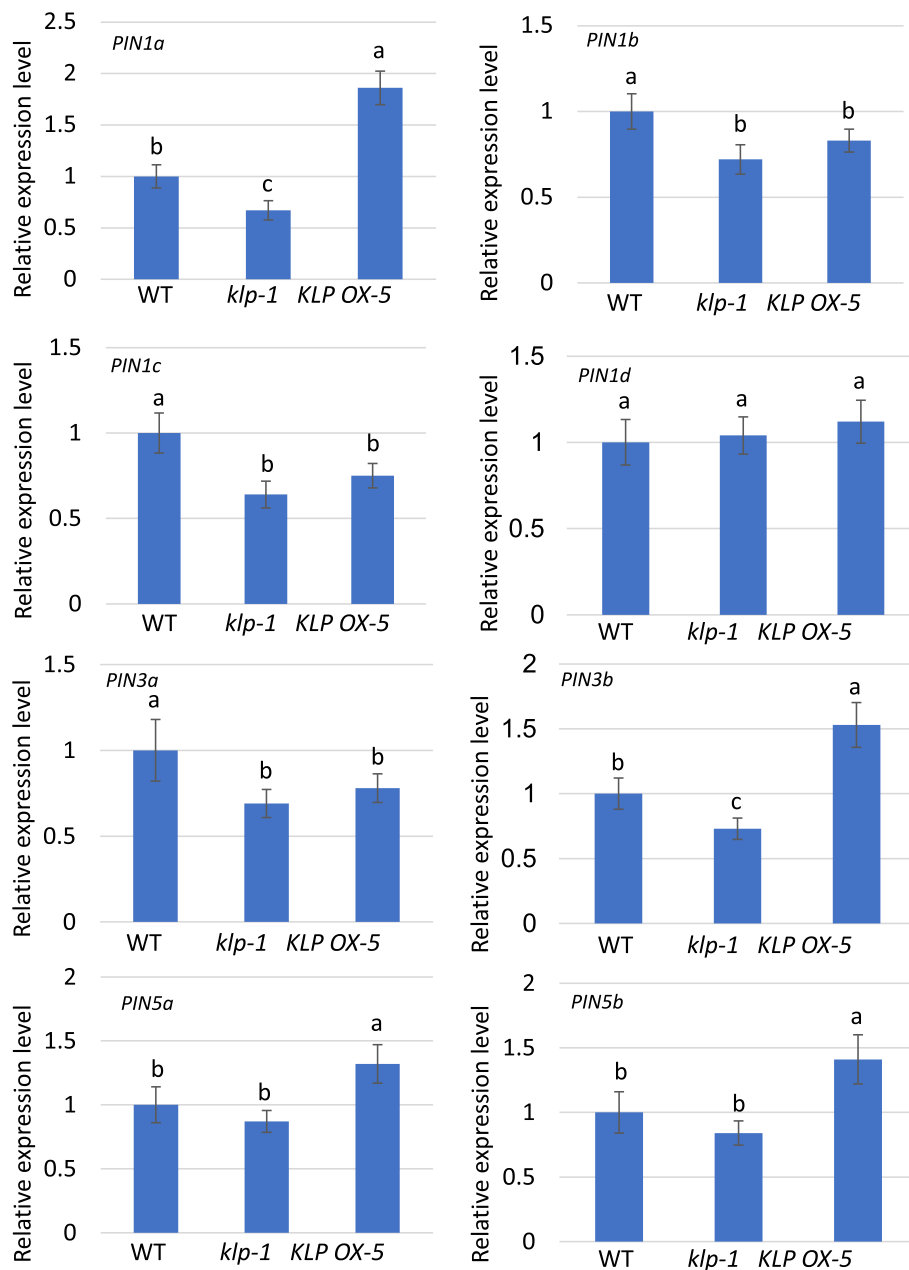 PIN1a
Relative expression level
2.5
2
1.5
1
0.5
0
b
c
a
WT klp-1 KLP OX-5
PIN1b
Relative expression level
1.5
1
0.5
0
a
b
b
WT klp-1 KLP OX-5
PIN1c
Relative expression level
1.5
1
0.5
0
a
b
b
WT klp-1 KLP OX-5
PIN1d
Relative expression level
1.5
1
0.5
0
a
a
a
WT klp-1 KLP OX-5
PIN3a
Relative expression level
1.5
1
0.5
0
a
b
b
WT klp-1 KLP OX-5
PIN3b
Relative expression level
2
1.5
1
0.5
0
b
c
a
WT klp-1 KLP OX-5
PIN5a
Relative expression level
2
1.5
1
0.5
0
b
b
a
WT klp-1 KLP OX-5
PIN5b
Relative expression level
2
1.5
1
0.5
0
b
b
a
WT klp-1 KLP OX-5